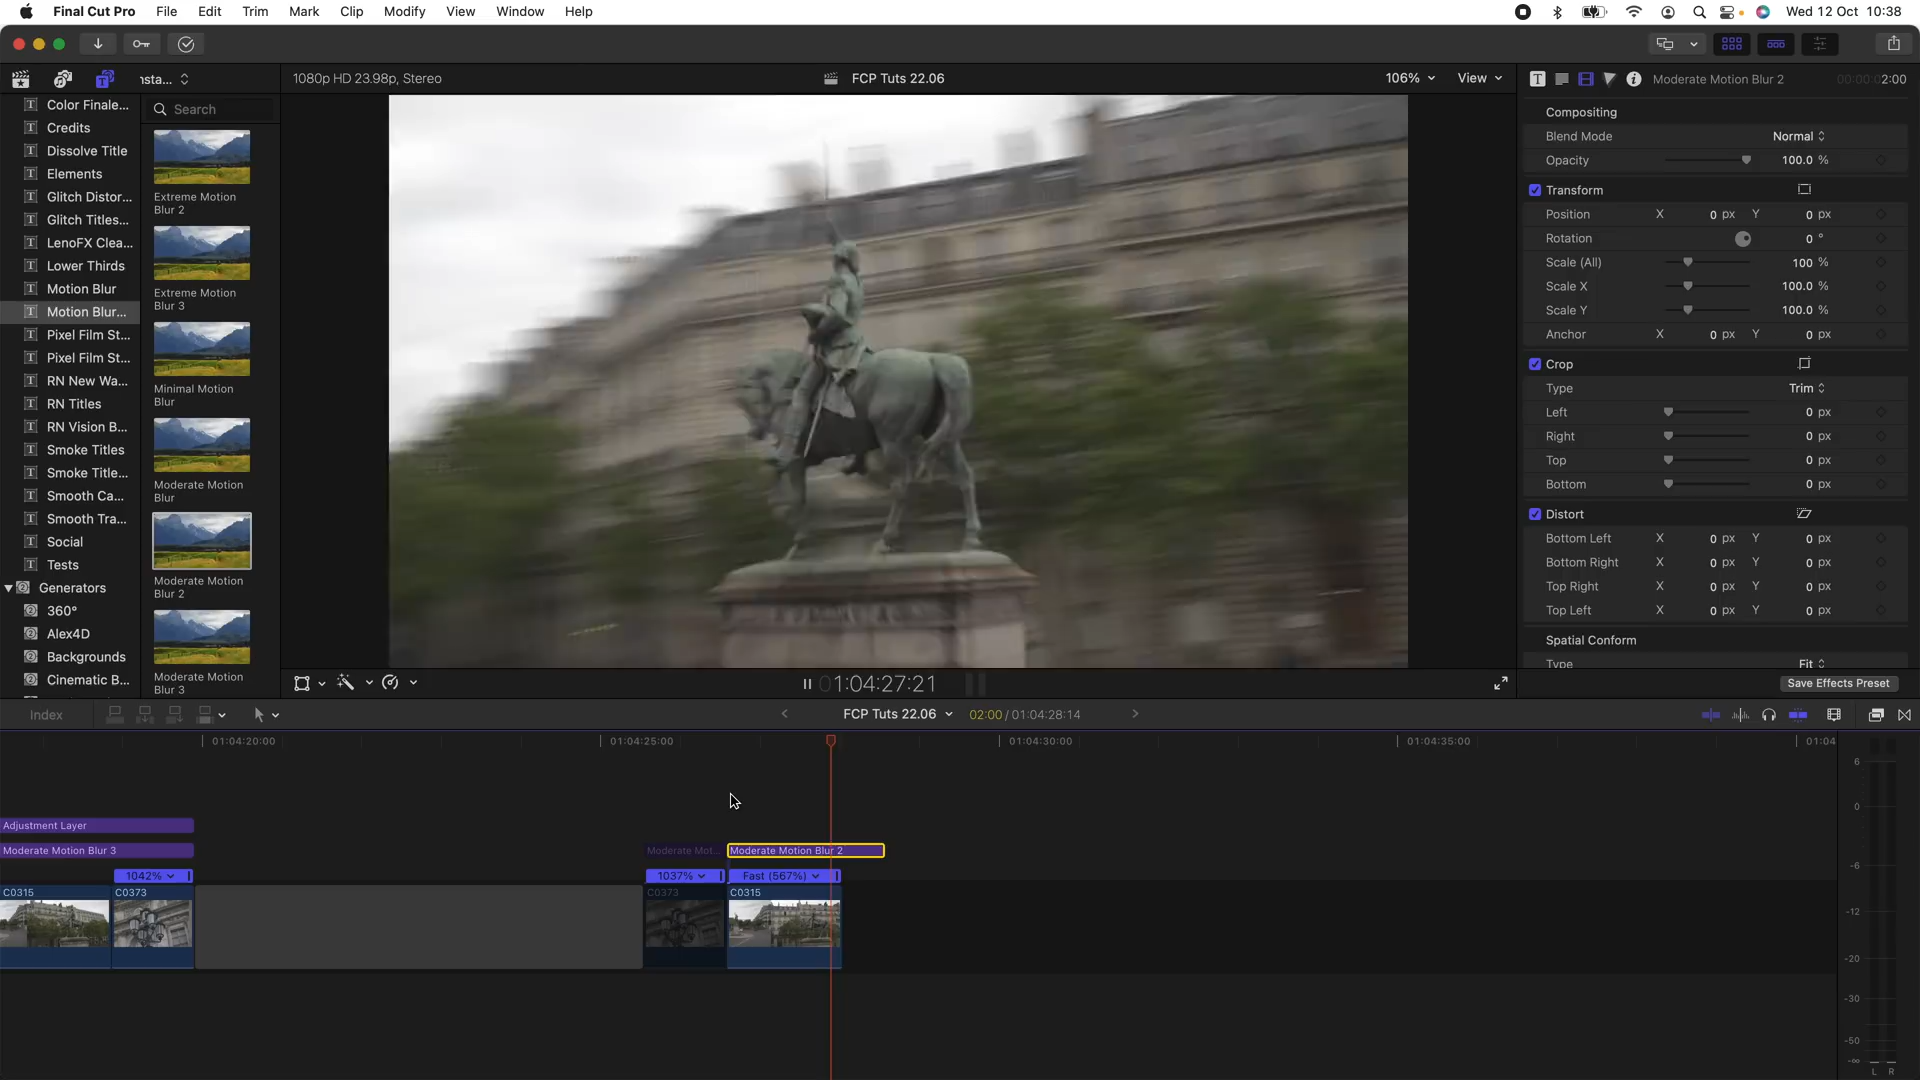 Final Cut Pro File Edit Trim Mark Clip Modify View Window Help Wed 12 Oct 10:38
nsta... 1080p HD 23.98p, Stereo FCP Tuts 22.06 106% View Moderate Motion Blur 2 00:00:02:00
Color Finale...
Credits
Dissolve Title
Elements
Glitch Distor...
Glitch Titles...
LenoFX Clea...
Lower Thirds
Motion Blur
Motion Blur...
Pixel Film St...
Pixel Film St...
RN New Wa...
RN Titles
RN Vision B...
Smoke Titles
Smoke Title...
Smooth Ca...
Smooth Tra...
Social
Tests
Generators
360°
Alex4D
Backgrounds
Cinematic B...
Search
Extreme Motion
Blur 2
Extreme Motion
Blur 3
Minimal Motion
Blur
Moderate Motion
Blur
Moderate Motion
Blur 2
Moderate Motion
Blur 3
Compositing
Blend Mode Normal
Opacity 100.0 %
Transform
Position X 0 px Y 0 px
Rotation 0 °
Scale (All) 100 %
Scale X 100.0 %
Scale Y 100.0 %
Anchor X 0 px Y 0 px
Crop
Type Trim
Left 0 px
Right 0 px
Top 0 px
Bottom 0 px
Distort
Bottom Left X 0 px Y 0 px
Bottom Right X 0 px Y 0 px
Top Right X 0 px Y 0 px
Top Left X 0 px Y 0 px
Spatial Conform
Type Fit
Save Effects Preset
01:04:27:21
Index FCP Tuts 22.06 02:00 / 01:04:28:14
01:04:20:00 01:04:25:00 01:04:30:00 01:04:35:00 01:04
Adjustment Layer
Moderate Motion Blur 3 Moderate Mot... Moderate Motion Blur 2
1042% 1037% Fast (567%)
C0315 C0373 C0373 C0315
6
0
-6
-12
-20
-30
-50
-∞
L R